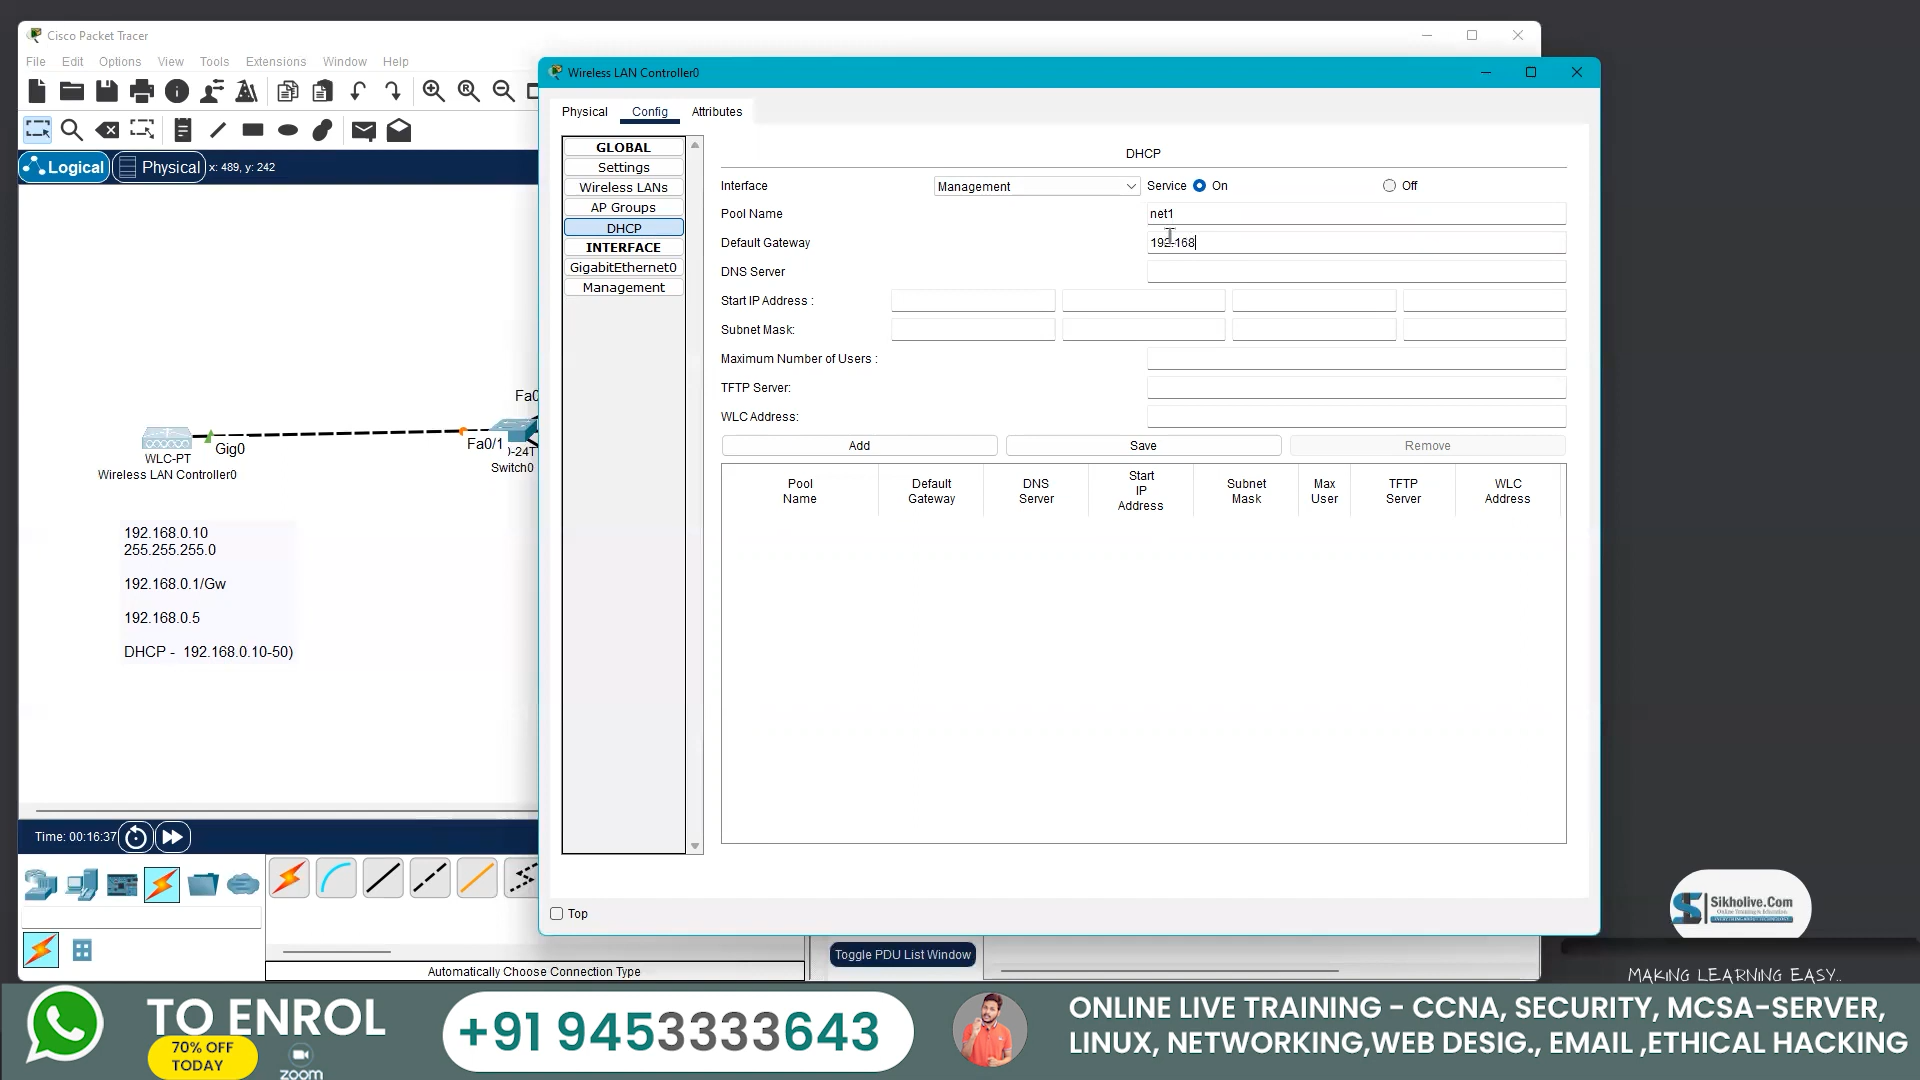 Cisco Packet Tracer
File Edit Options View Tools Extensions Window Help
Logical Physical x: 489, y: 242
Wireless LAN Controller0
Physical Config Attributes
GLOBAL
Settings
Wireless LANs
AP Groups
DHCP
INTERFACE
GigabitEthernet0
Management
DHCP
Interface Management Service On Off
Pool Name net1
Default Gateway 192.168
DNS Server
Start IP Address :
Subnet Mask:
Maximum Number of Users :
TFTP Server:
WLC Address:
Add Save Remove
Pool Name
Default Gateway
DNS Server
Start IP Address
Subnet Mask
Max User
TFTP Server
WLC Address
Fa0
Gig0
Fa0/1
WLC-PT
Wireless LAN Controller0
0-24T
Switch0
192.168.0.10
255.255.255.0
192.168.0.1/Gw
192.168.0.5
DHCP - 192.168.0.10-50)
Time: 00:16:37
Top
Toggle PDU List Window
Automatically Choose Connection Type
Sikholive.Com
MAKING LEARNING EASY..
TO ENROL
70% OFF
TODAY
zoom
+91 9453333643
ONLINE LIVE TRAINING - CCNA, SECURITY, MCSA-SERVER,
LINUX, NETWORKING,WEB DESIG., EMAIL ,ETHICAL HACKING